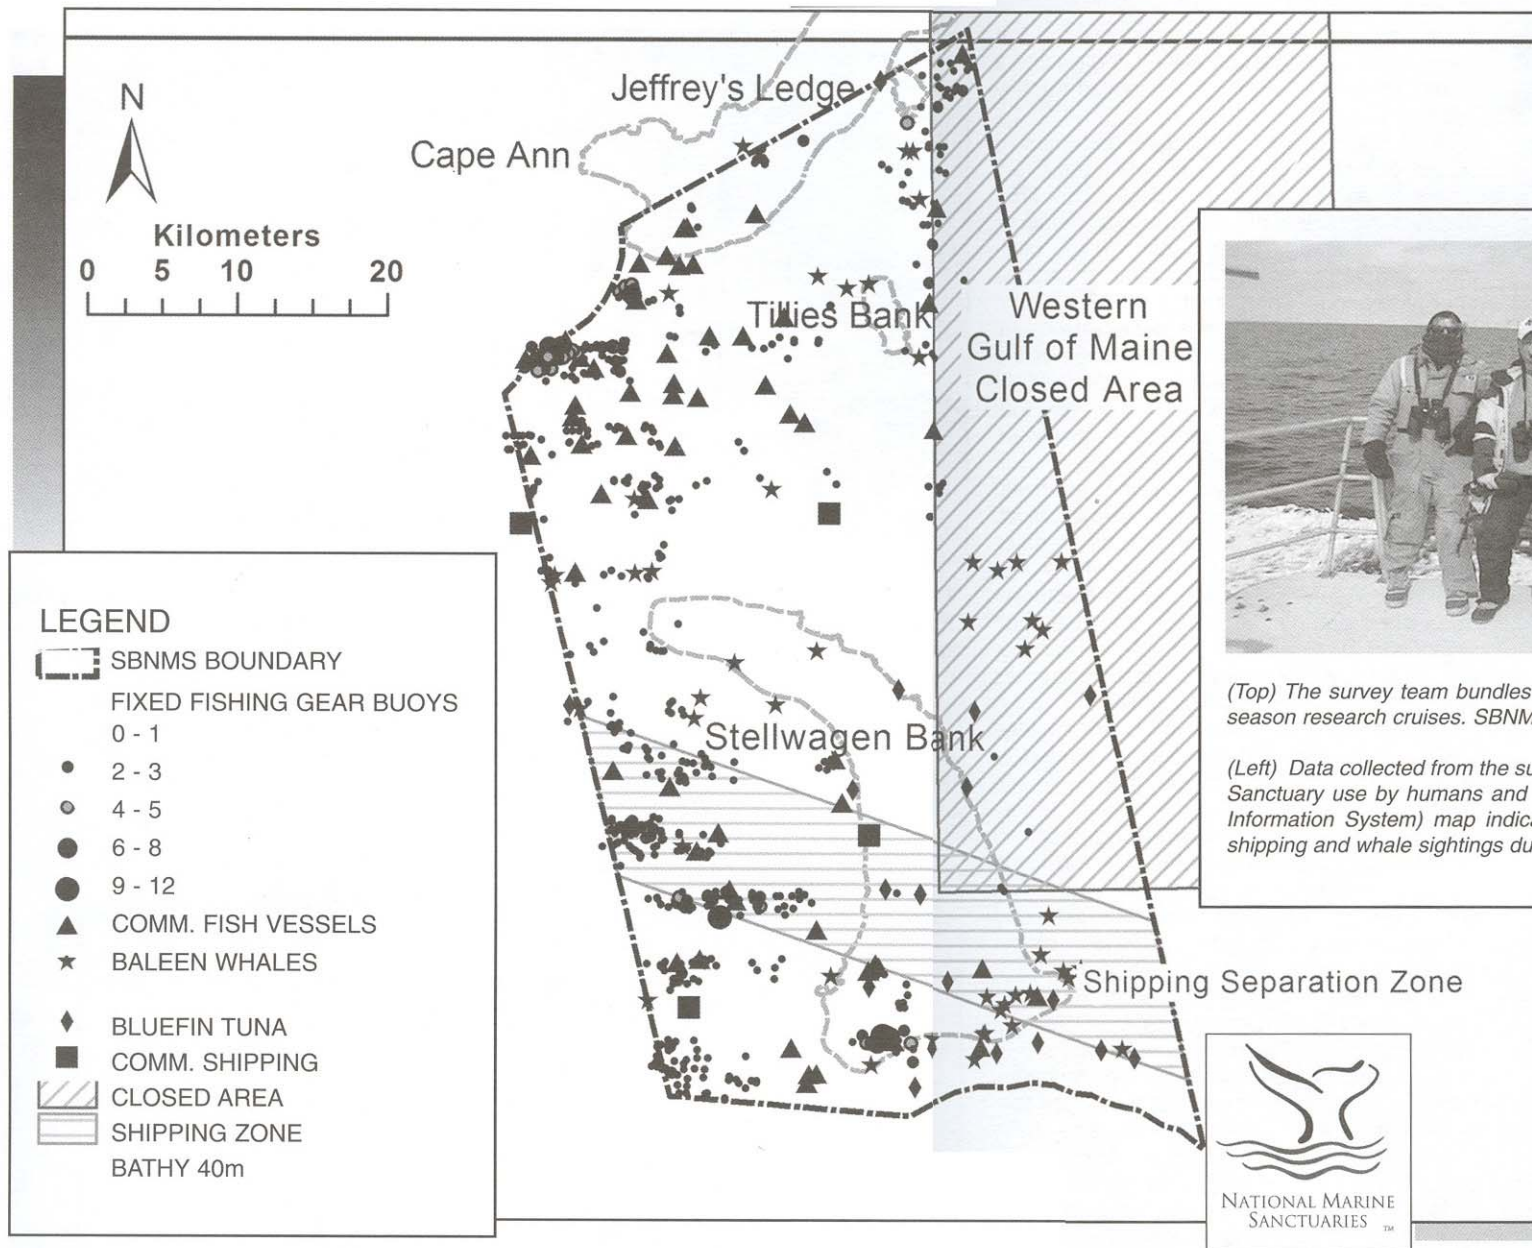 Jeffrey's Ledge
N
Cape Ann
Kilometers
0 5 10 20
Tillies Bank
Western
Gulf of Maine
Closed Area
Stellwagen Bank
Shipping Separation Zone
LEGEND
SBNMS BOUNDARY
FIXED FISHING GEAR BUOYS
0 - 1
2 - 3
4 - 5
6 - 8
9 - 12
COMM. FISH VESSELS
BALEEN WHALES
BLUEFIN TUNA
COMM. SHIPPING
CLOSED AREA
SHIPPING ZONE
BATHY 40m
(Top) The survey team bundles
season research cruises. SBNM
(Left) Data collected from the su
Sanctuary use by humans and
Information System) map indica
shipping and whale sightings du
NATIONAL MARINE
SANCTUARIES
TM